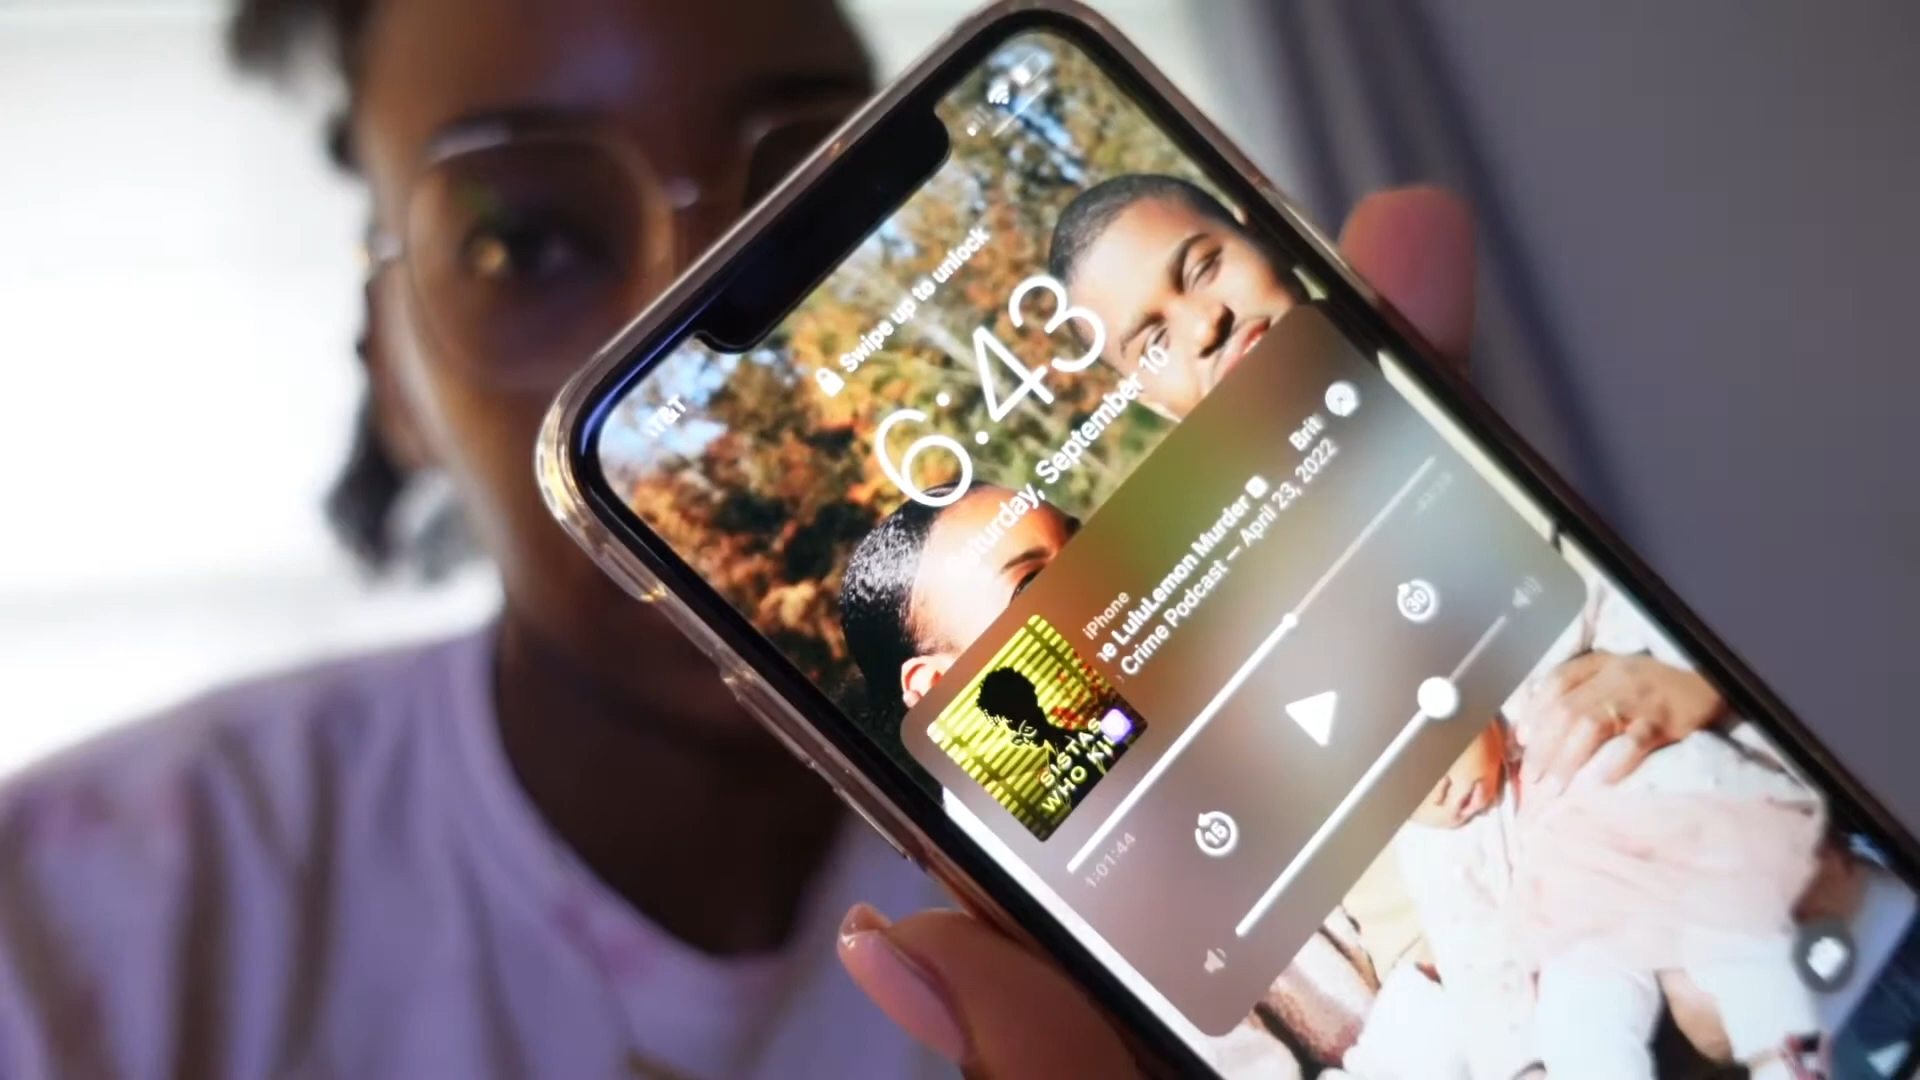 AT&T
Swipe up to unlock
6:43
Saturday, September 10
iPhone
LuluLemon Murder E
Brit
Crime Podcast — April 23, 2022
SISTAS
WHO
1:01:44
15
30